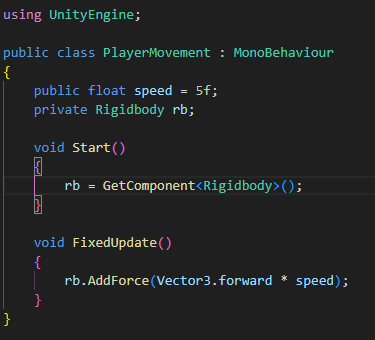 using UnityEngine;

public class PlayerMovement : MonoBehaviour
{
    public float speed = 5f;
    private Rigidbody rb;

    void Start()
    {
        rb = GetComponent<Rigidbody>();
    }

    void FixedUpdate()
    {
        rb.AddForce(Vector3.forward * speed);
    }
}